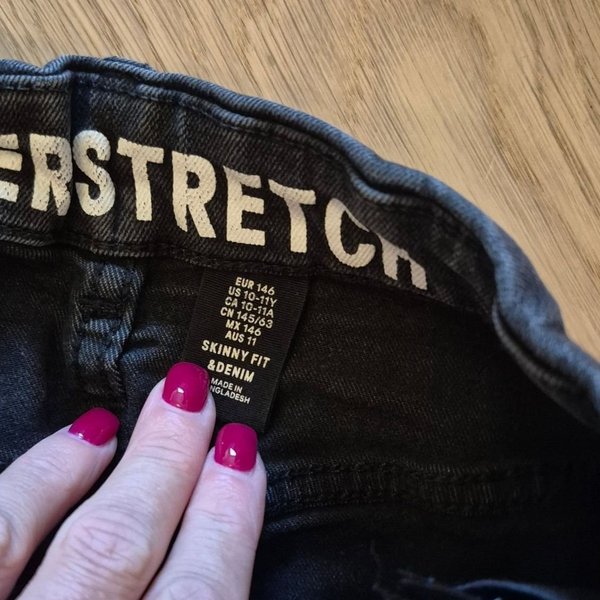 ERSTRETCH
EUR 146
US 10-11Y
CA 10-11A
CN 145/63
MX 146
AUS 11
SKINNY FIT
&DENIM
MADE IN
NGLADESH